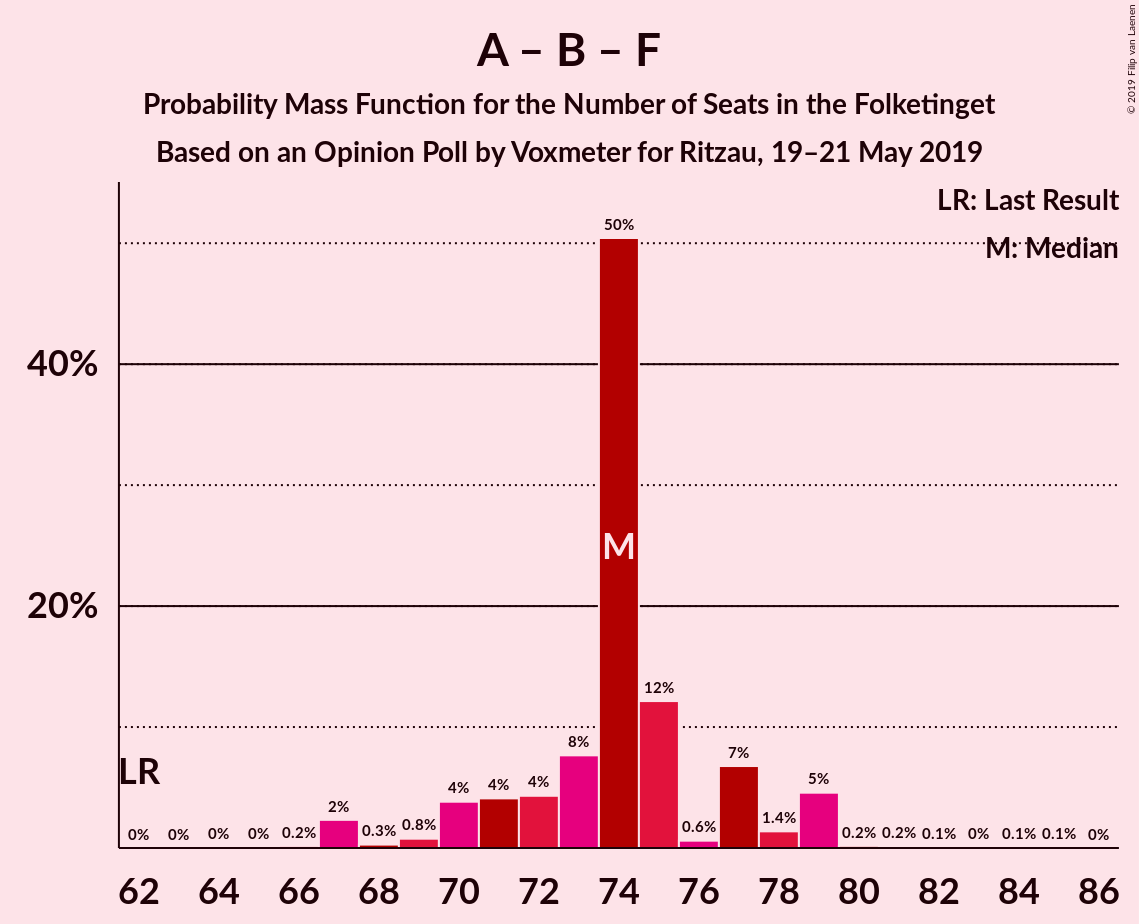 A – B – F
Probability Mass Function for the Number of Seats in the Folketinget
Based on an Opinion Poll by Voxmeter for Ritzau, 19–21 May 2019
© 2019 Filip van Laenen
LR: Last Result
M: Median
40%
20%
LR
M
0% 0% 0% 0% 0.2% 2% 0.3% 0.8% 4% 4% 4% 8% 50% 12% 0.6% 7% 1.4% 5% 0.2% 0.2% 0.1% 0% 0.1% 0.1% 0%
62 64 66 68 70 72 74 76 78 80 82 84 86